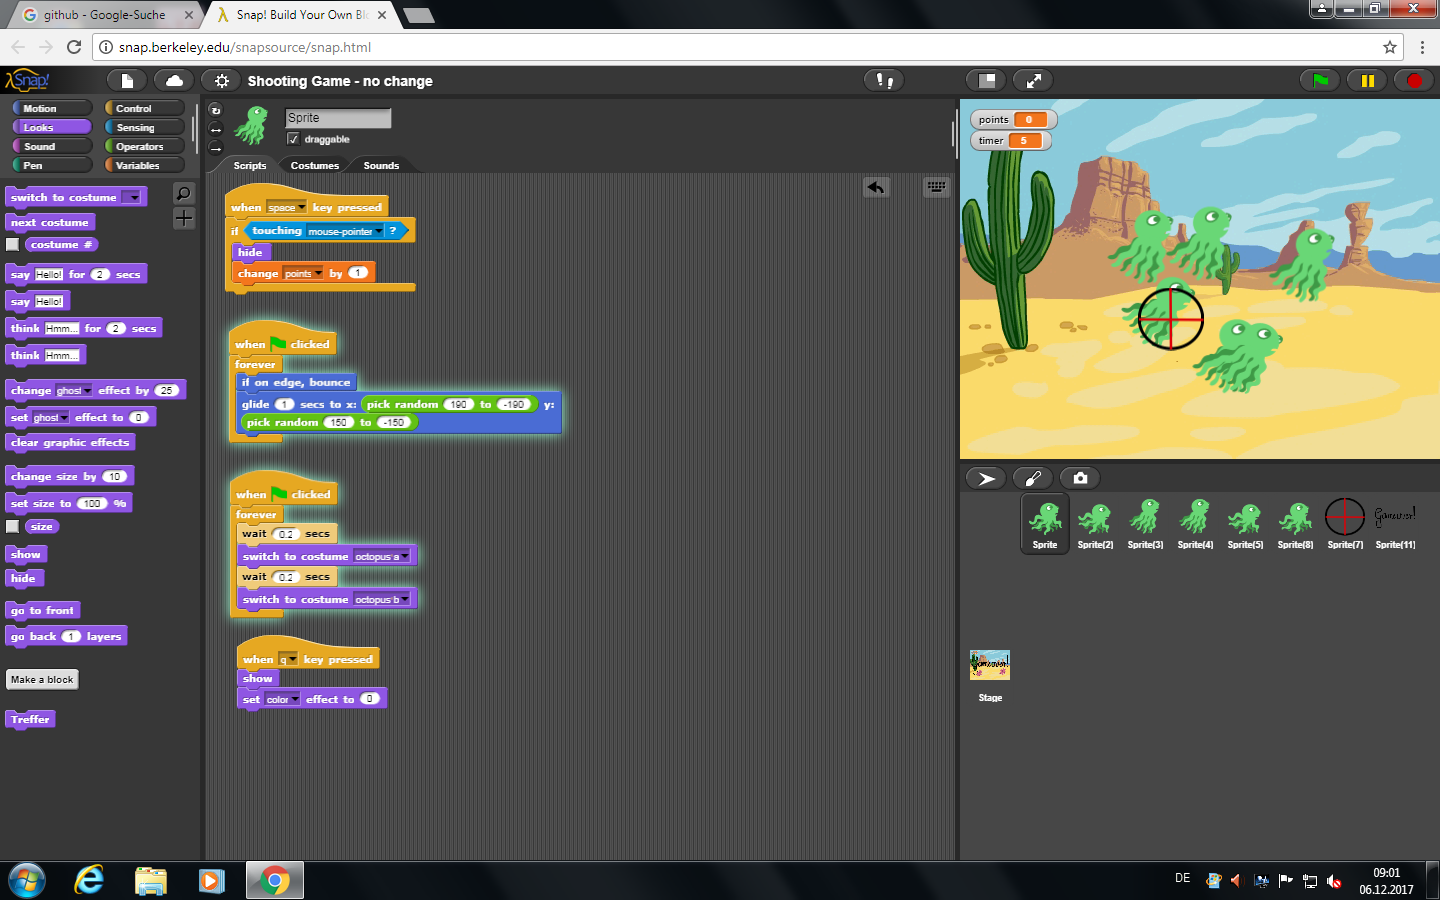 github - Google-Suche
Snap! Build Your Own Bl
snap.berkeley.edu/snapsource/snap.html
Snap!
Shooting Game - no change
Motion
Control
Looks
Sensing
Sound
Operators
Pen
Variables
Sprite
draggable
Scripts
Costumes
Sounds
switch to costume
next costume
costume #
say Hello! for 2 secs
say Hello!
think Hmm... for 2 secs
think Hmm...
change ghost effect by 25
set ghost effect to 0
clear graphic effects
change size by 10
set size to 100 %
size
show
hide
go to front
go back 1 layers
Make a block
Treffer
when space key pressed
if touching mouse-pointer ?
hide
change points by 1
when clicked
forever
if on edge, bounce
glide 1 secs to x: pick random 190 to -190 y:
pick random 150 to -150
when clicked
forever
wait 0.2 secs
switch to costume octopus a
wait 0.2 secs
switch to costume octopus b
when q key pressed
show
set color effect to 0
points 0
timer 5
Gameover!
Sprite
Sprite(2)
Sprite(3)
Sprite(4)
Sprite(5)
Sprite(8)
Sprite(7)
Sprite(11)
Gameover!
Stage
DE
09:01
06.12.2017